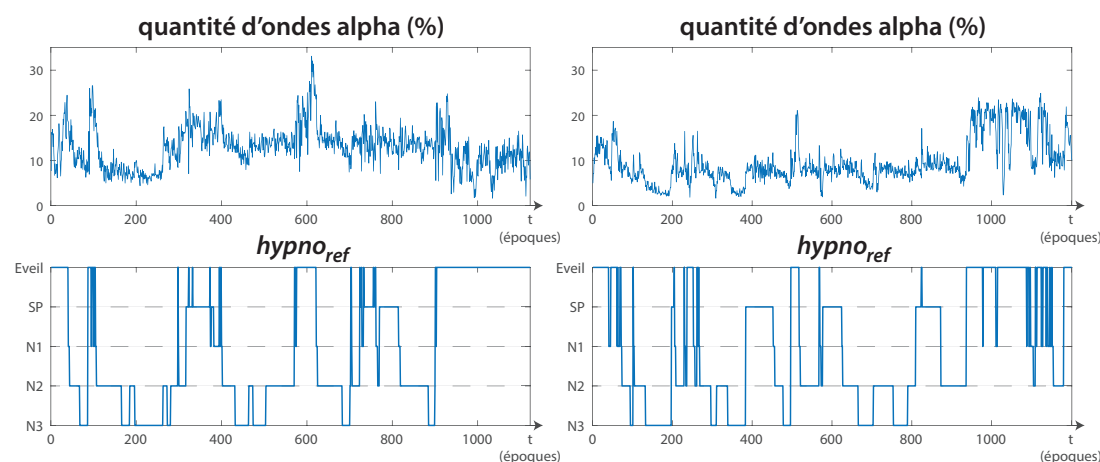 quantité d’ondes alpha (%)
30
20
10
0
0 200 400 600 800 1000 t
(époques)
hypnoref
Eveil
SP
N1
N2
N3
0 200 400 600 800 1000 t
(époques)
quantité d’ondes alpha (%)
30
20
10
0
0 200 400 600 800 1000 t
(époques)
hypnoref
Eveil
SP
N1
N2
N3
0 200 400 600 800 1000 t
(époques)